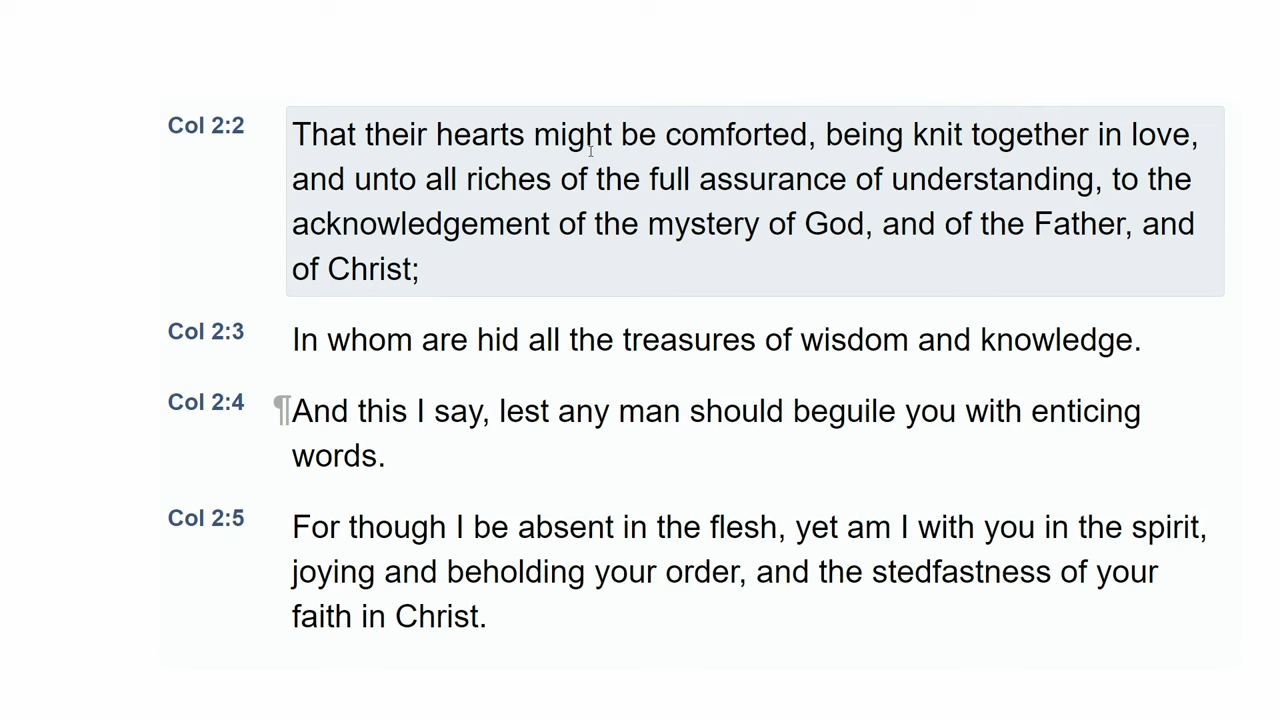 Col 2:2 That their hearts might be comforted, being knit together in love,
and unto all riches of the full assurance of understanding, to the
acknowledgement of the mystery of God, and of the Father, and
of Christ;
Col 2:3 In whom are hid all the treasures of wisdom and knowledge.
Col 2:4 ¶And this I say, lest any man should beguile you with enticing
words.
Col 2:5 For though I be absent in the flesh, yet am I with you in the spirit,
joying and beholding your order, and the stedfastness of your
faith in Christ.